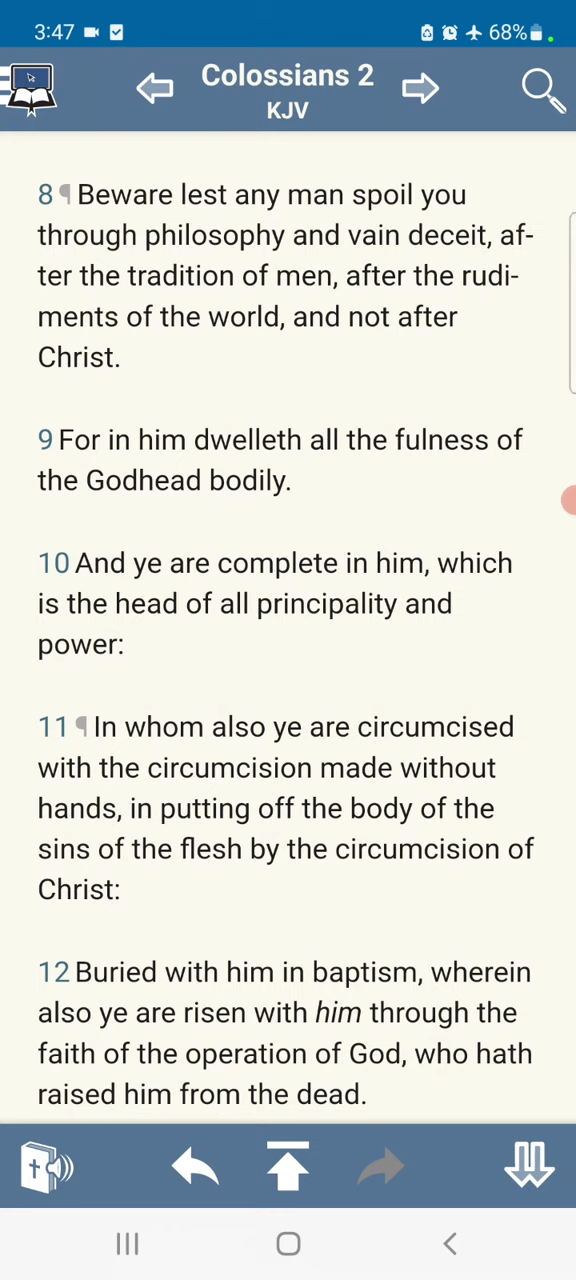 3:47
68%
Colossians 2
KJV
8 ¶ Beware lest any man spoil you
through philosophy and vain deceit, af-
ter the tradition of men, after the rudi-
ments of the world, and not after
Christ.
9 For in him dwelleth all the fulness of
the Godhead bodily.
10 And ye are complete in him, which
is the head of all principality and
power:
11 ¶ In whom also ye are circumcised
with the circumcision made without
hands, in putting off the body of the
sins of the flesh by the circumcision of
Christ:
12 Buried with him in baptism, wherein
also ye are risen with him through the
faith of the operation of God, who hath
raised him from the dead.